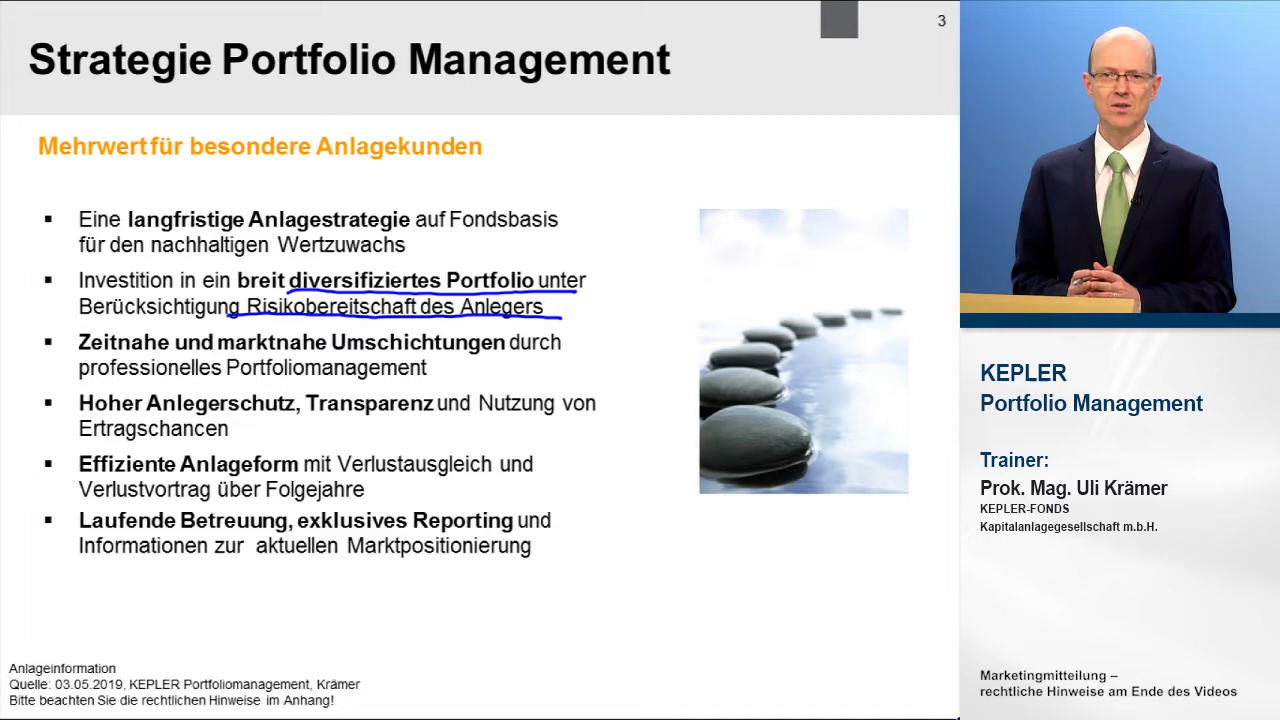 3
Strategie Portfolio Management
Mehrwert für besondere Anlagekunden
▪ Eine langfristige Anlagestrategie auf Fondsbasis
für den nachhaltigen Wertzuwachs
▪ Investition in ein breit diversifiziertes Portfolio unter
Berücksichtigung Risikobereitschaft des Anlegers
▪ Zeitnahe und marktnahe Umschichtungen durch
professionelles Portfoliomanagement
▪ Hoher Anlegerschutz, Transparenz und Nutzung von
Ertragschancen
▪ Effiziente Anlageform mit Verlustausgleich und
Verlustvortrag über Folgejahre
▪ Laufende Betreuung, exklusives Reporting und
Informationen zur aktuellen Marktpositionierung
Anlageinformation
Quelle: 03.05.2019, KEPLER Portfoliomanagement, Krämer
Bitte beachten Sie die rechtlichen Hinweise im Anhang!
KEPLER
Portfolio Management
Trainer:
Prok. Mag. Uli Krämer
KEPLER-FONDS
Kapitalanlagegesellschaft m.b.H.
Marketingmitteilung –
rechtliche Hinweise am Ende des Videos